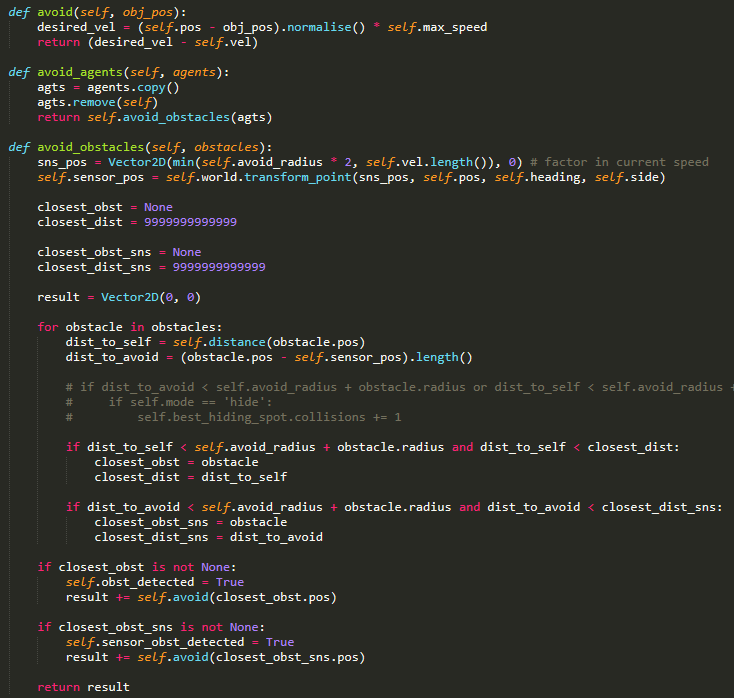 def avoid(self, obj_pos):
    desired_vel = (self.pos - obj_pos).normalise() * self.max_speed
    return (desired_vel - self.vel)

def avoid_agents(self, agents):
    agts = agents.copy()
    agts.remove(self)
    return self.avoid_obstacles(agts)

def avoid_obstacles(self, obstacles):
    sns_pos = Vector2D(min(self.avoid_radius * 2, self.vel.length()), 0) # factor in current speed
    self.sensor_pos = self.world.transform_point(sns_pos, self.pos, self.heading, self.side)

    closest_obst = None
    closest_dist = 9999999999999

    closest_obst_sns = None
    closest_dist_sns = 9999999999999

    result = Vector2D(0, 0)

    for obstacle in obstacles:
        dist_to_self = self.distance(obstacle.pos)
        dist_to_avoid = (obstacle.pos - self.sensor_pos).length()

        # if dist_to_avoid < self.avoid_radius + obstacle.radius or dist_to_self < self.avoid_radius +
        #     if self.mode == 'hide':
        #         self.best_hiding_spot.collisions += 1

        if dist_to_self < self.avoid_radius + obstacle.radius and dist_to_self < closest_dist:
            closest_obst = obstacle
            closest_dist = dist_to_self

        if dist_to_avoid < self.avoid_radius + obstacle.radius and dist_to_avoid < closest_dist_sns:
            closest_obst_sns = obstacle
            closest_dist_sns = dist_to_avoid

    if closest_obst is not None:
        self.obst_detected = True
        result += self.avoid(closest_obst.pos)

    if closest_obst_sns is not None:
        self.sensor_obst_detected = True
        result += self.avoid(closest_obst_sns.pos)

    return result